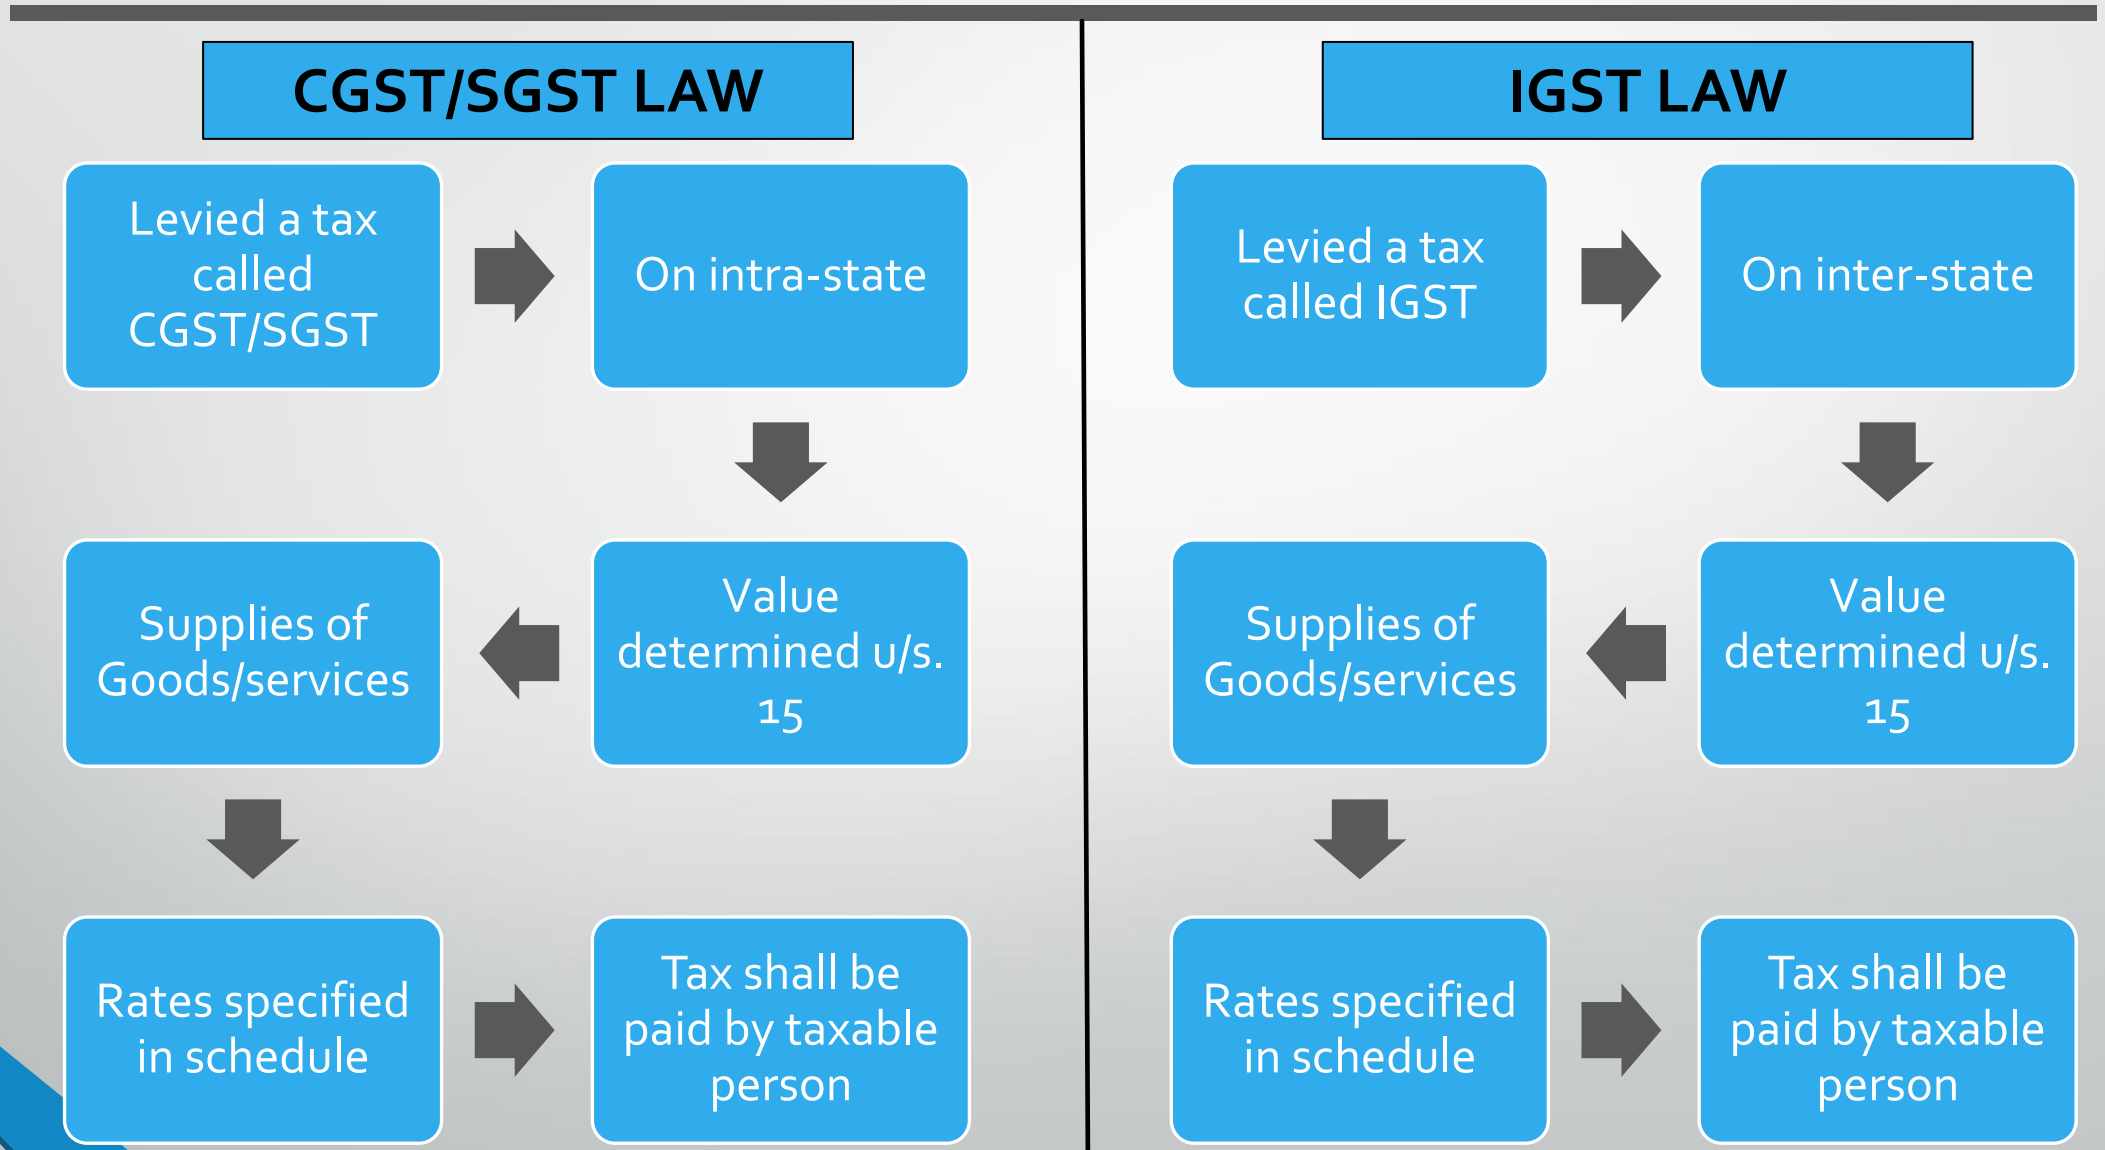 CGST/SGST LAW
Levied a tax
called
CGST/SGST
On intra-state
Value
determined u/s.
15
Supplies of
Goods/services
Rates specified
in schedule
Tax shall be
paid by taxable
person
IGST LAW
Levied a tax
called IGST
On inter-state
Value
determined u/s.
15
Supplies of
Goods/services
Rates specified
in schedule
Tax shall be
paid by taxable
person